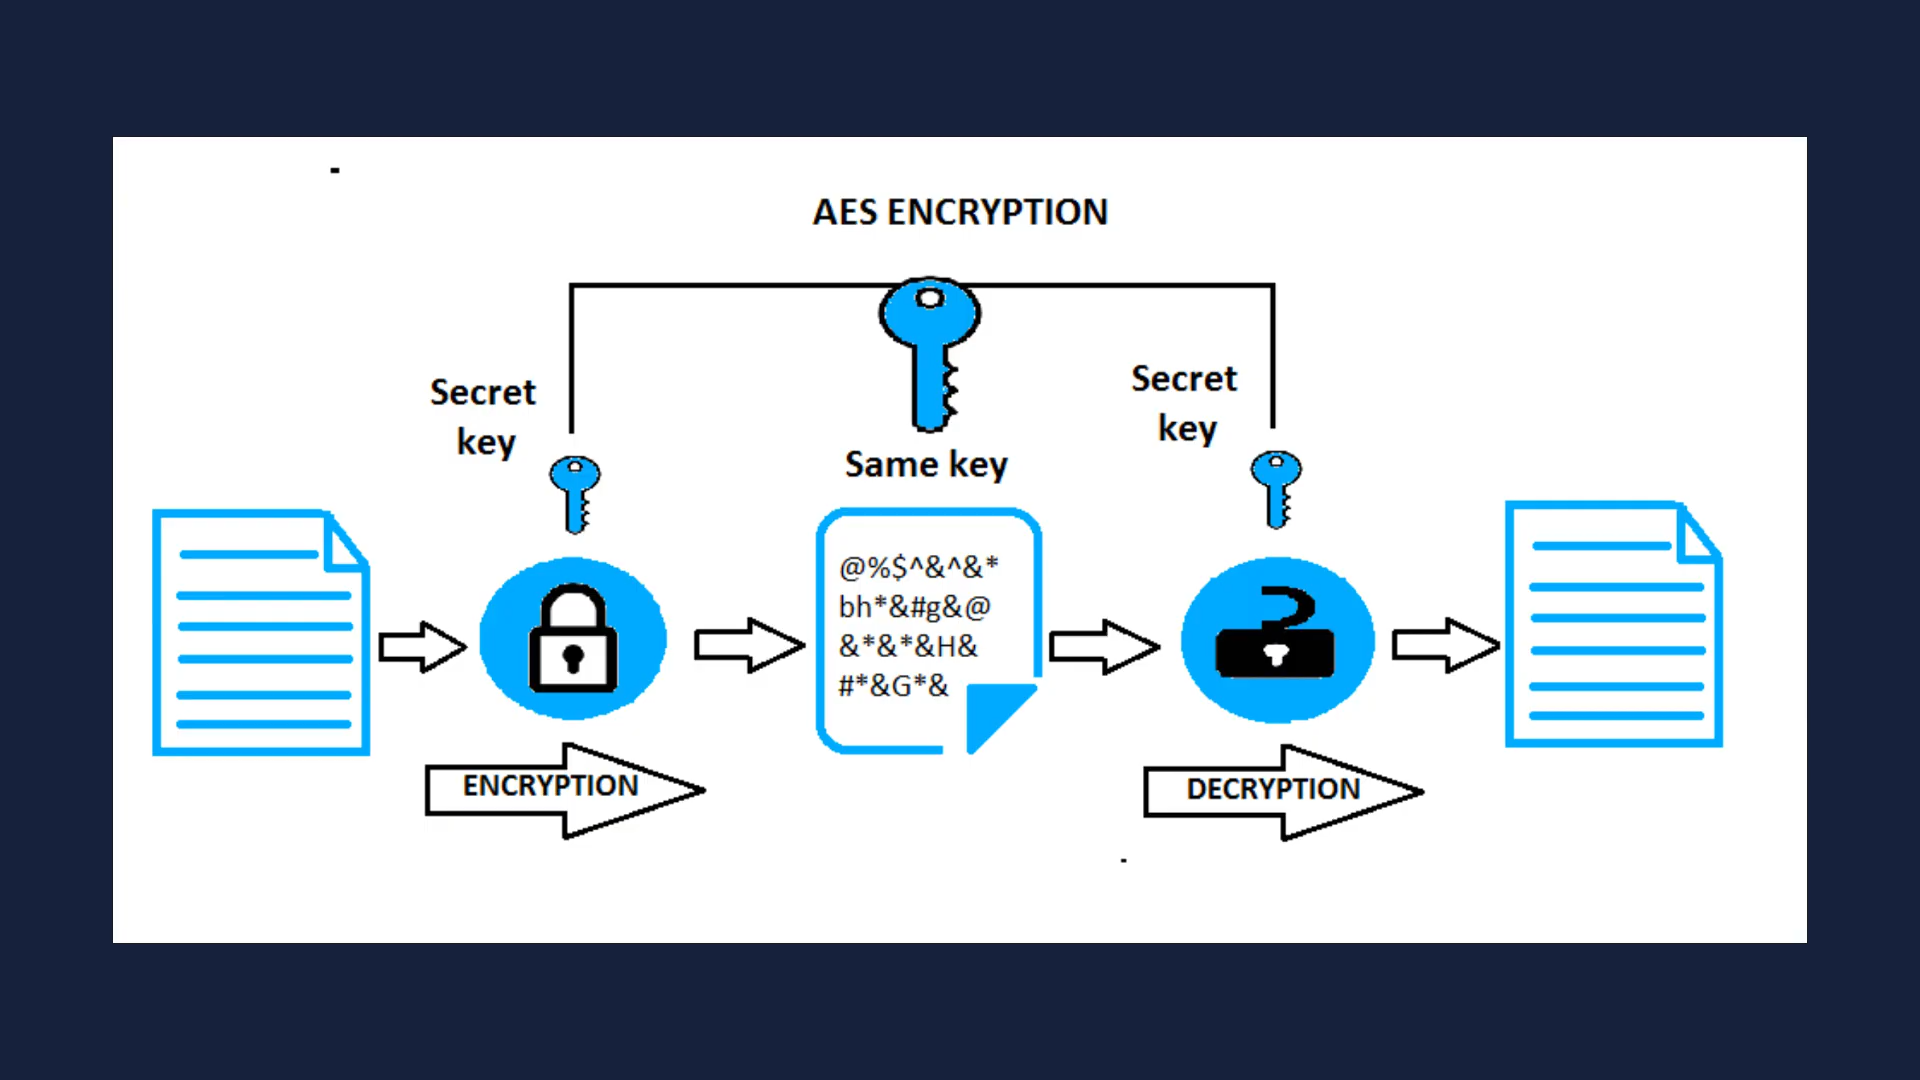 AES ENCRYPTION
Secret
key
Same key
Secret
key
@%$^&^&*
bh*&#g&@
&*&*&H&
#*&G*&
ENCRYPTION
DECRYPTION